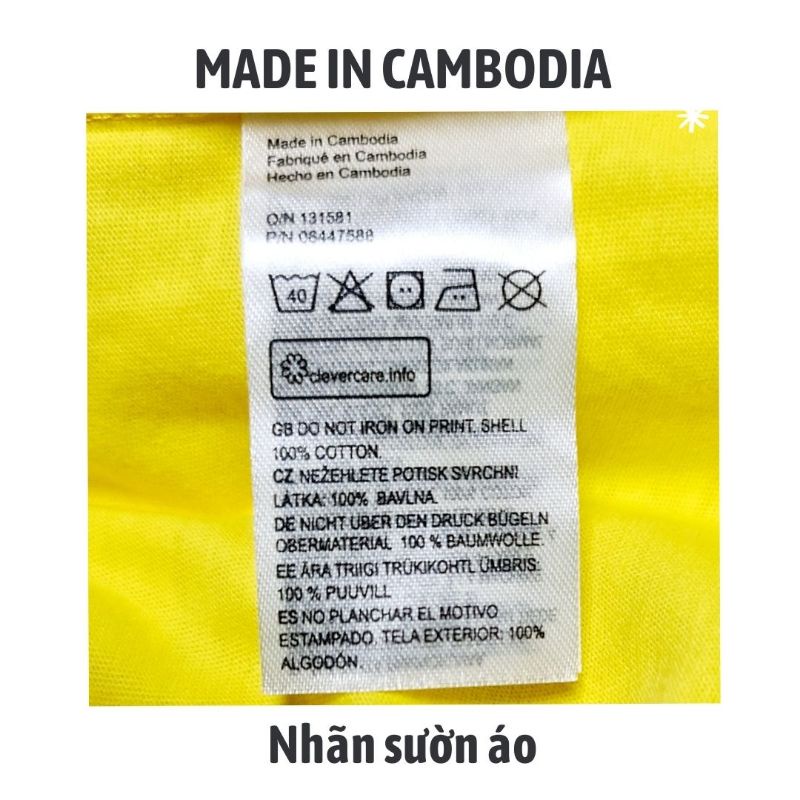 MADE IN CAMBODIA
Made in Cambodia
Fabriqué en Cambodia
Hecho en Cambodia
O/N 131581
P/N 06447588
40
clevercare.info
GB DO NOT IRON ON PRINT. SHELL
100% COTTON.
CZ NEŽEHLETE POTISK SVRCHNÍ
LÁTKA: 100% BAVLNA.
DE NICHT ÜBER DEN DRUCK BÜGELN
OBERMATERIAL 100 % BAUMWOLLE.
EE ÄRA TRIIGI TRÜKIKOHTI, ÜMBRIS:
100 % PUUVILL
ES NO PLANCHAR EL MOTIVO
ESTAMPADO. TELA EXTERIOR: 100%
ALGODÓN.
Nhãn sườn áo